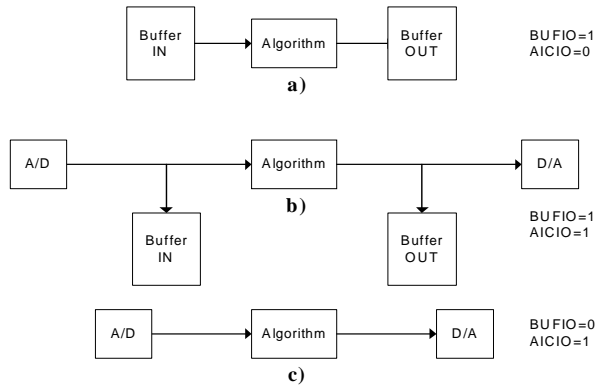 Buffer
IN
Algorithm
Buffer
OUT
BUFIO=1
AICIO=0
a)
A/D
Algorithm
D/A
b)
Buffer
IN
Buffer
OUT
BUFIO=1
AICIO=1
A/D
Algorithm
D/A
BUFIO=0
AICIO=1
c)